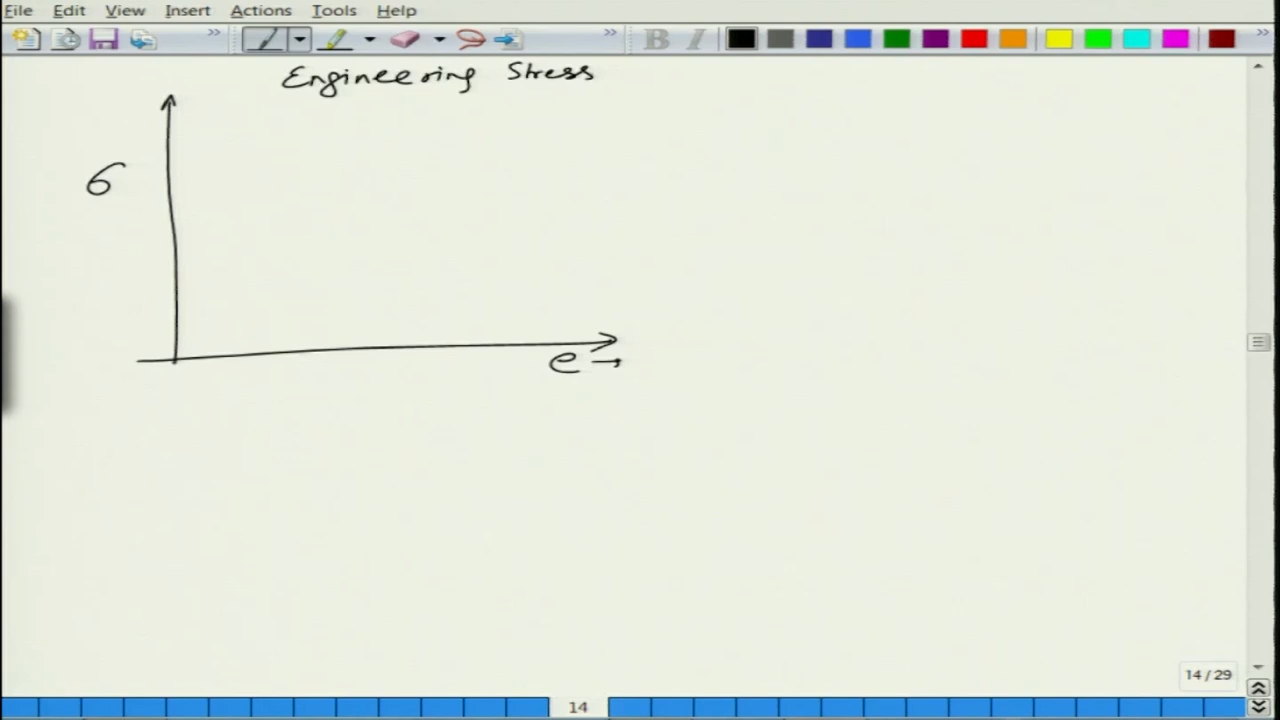 File Edit View Insert Actions Tools Help
B I
Engineering Stress
σ
e →
14 / 29
14